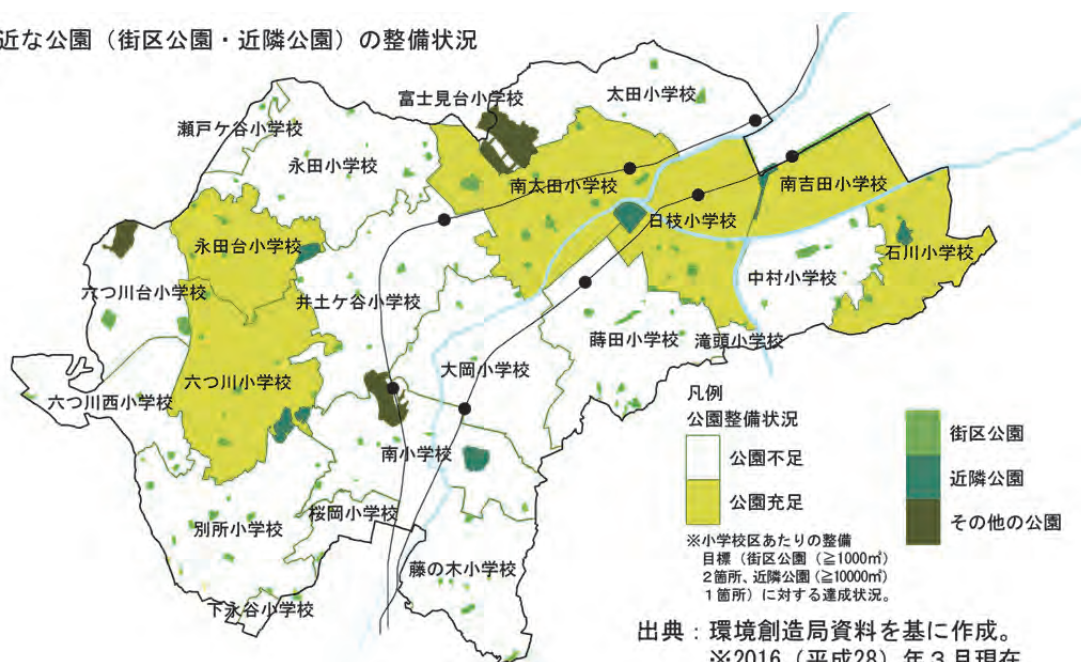 近な公園（街区公園・近隣公園）の整備状況
富士見台小学校
太田小学校
瀬戸ケ谷小学校
永田小学校
南太田小学校
南吉田小学校
日枝小学校
永田台小学校
石川小学校
中村小学校
六つ川台小学校
井土ケ谷小学校
蒔田小学校
滝頭小学校
大岡小学校
六つ川小学校
六つ川西小学校
南小学校
桜岡小学校
別所小学校
藤の木小学校
下永谷小学校
凡例
公園整備状況
公園不足
公園充足
街区公園
近隣公園
その他の公園
※小学校区あたりの整備
目標（街区公園（≧1000㎡）
２箇所、近隣公園（≧10000㎡）
１箇所）に対する達成状況。
出典：環境創造局資料を基に作成。
※2016（平成28）年３月現在